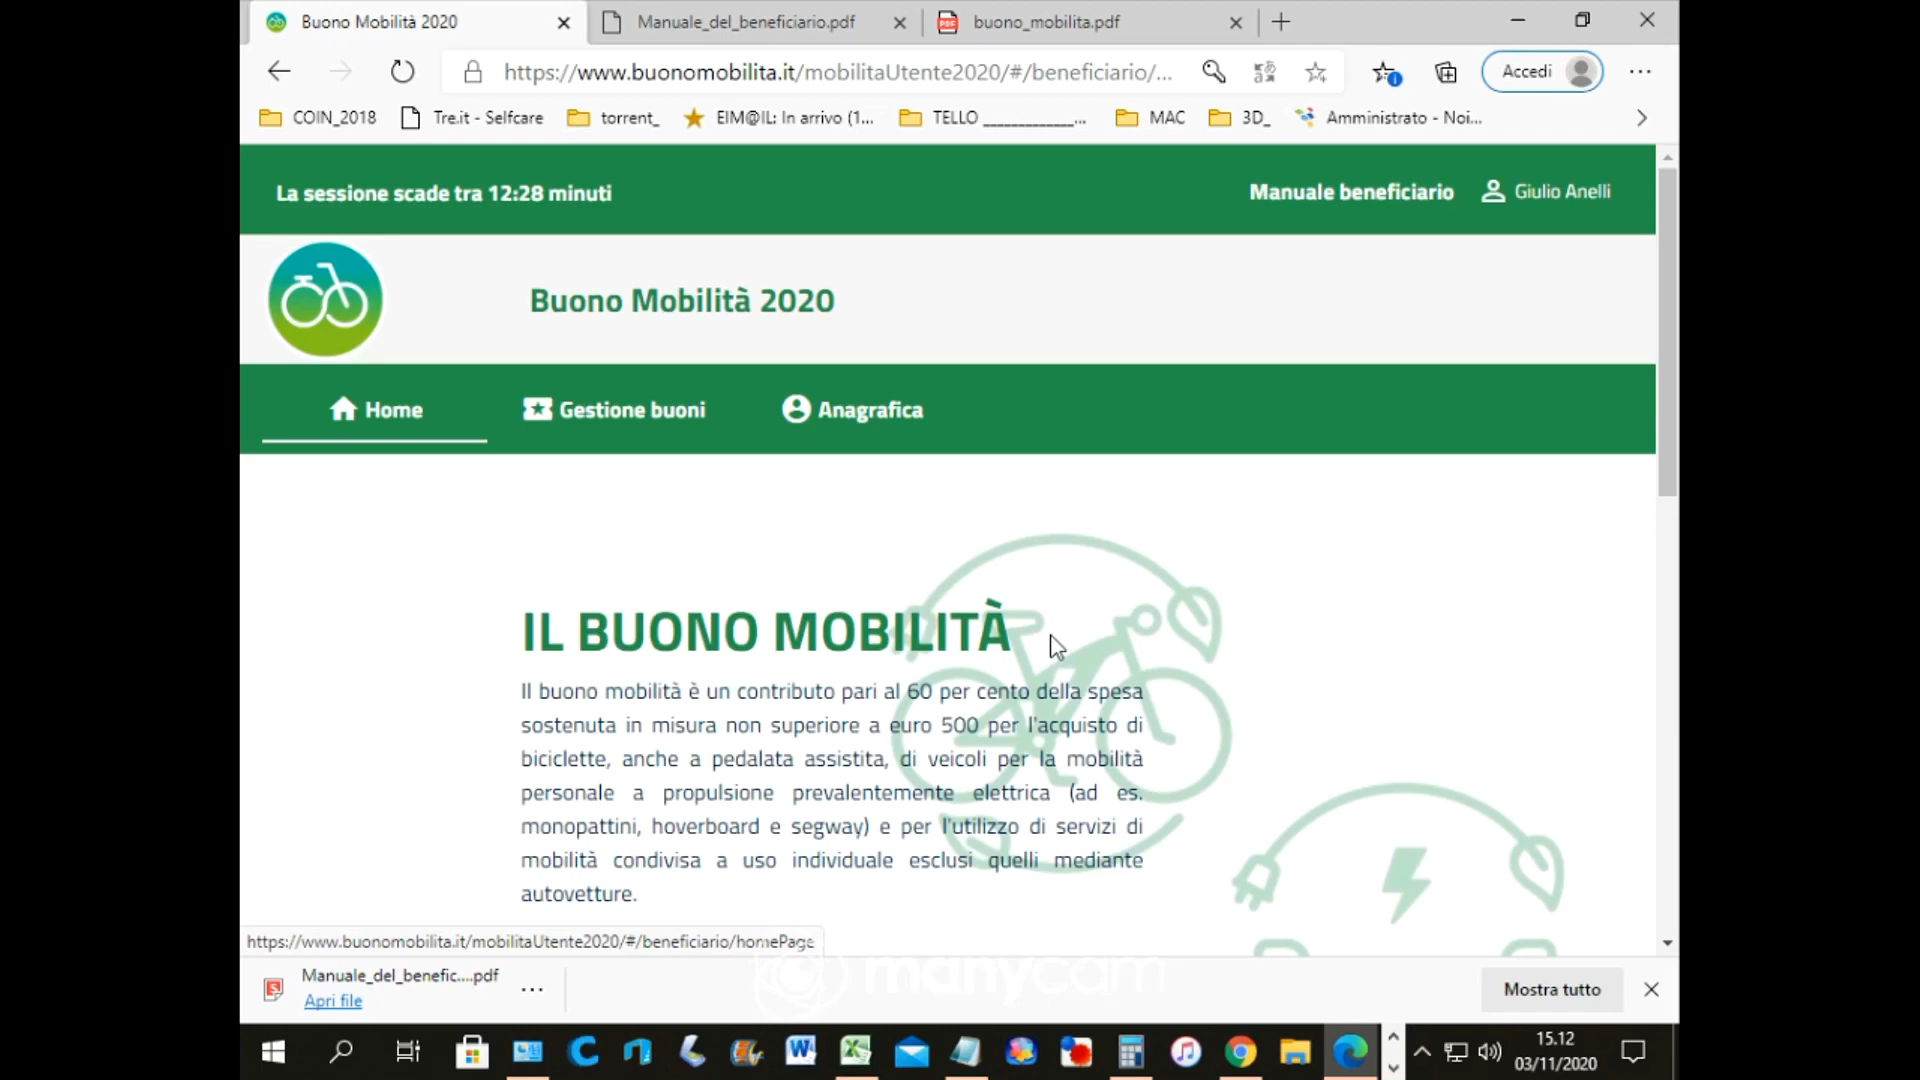 Buono Mobilità 2020
Manuale_del_beneficiario.pdf
buono_mobilita.pdf
https://www.buonomobilita.it/mobilitaUtente2020/#/beneficiario/...
Accedi
COIN_2018
Tre.it - Selfcare
torrent_
EIM@IL: In arrivo (1...
TELLO ____________...
MAC
3D_
Amministrato - Noi...
La sessione scade tra 12:28 minuti
Manuale beneficiario
Giulio Anelli
Buono Mobilità 2020
Home
Gestione buoni
Anagrafica
IL BUONO MOBILITÀ
Il buono mobilità è un contributo pari al 60 per cento della spesa
sostenuta in misura non superiore a euro 500 per l'acquisto di
biciclette, anche a pedalata assistita, di veicoli per la mobilità
personale a propulsione prevalentemente elettrica (ad es.
monopattini, hoverboard e segway) e per l'utilizzo di servizi di
mobilità condivisa a uso individuale esclusi quelli mediante
autovetture.
https://www.buonomobilita.it/mobilitaUtente2020/#/beneficiario/homePage
Manuale_del_benefic....pdf
Apri file
manycam
Mostra tutto
15.12
03/11/2020